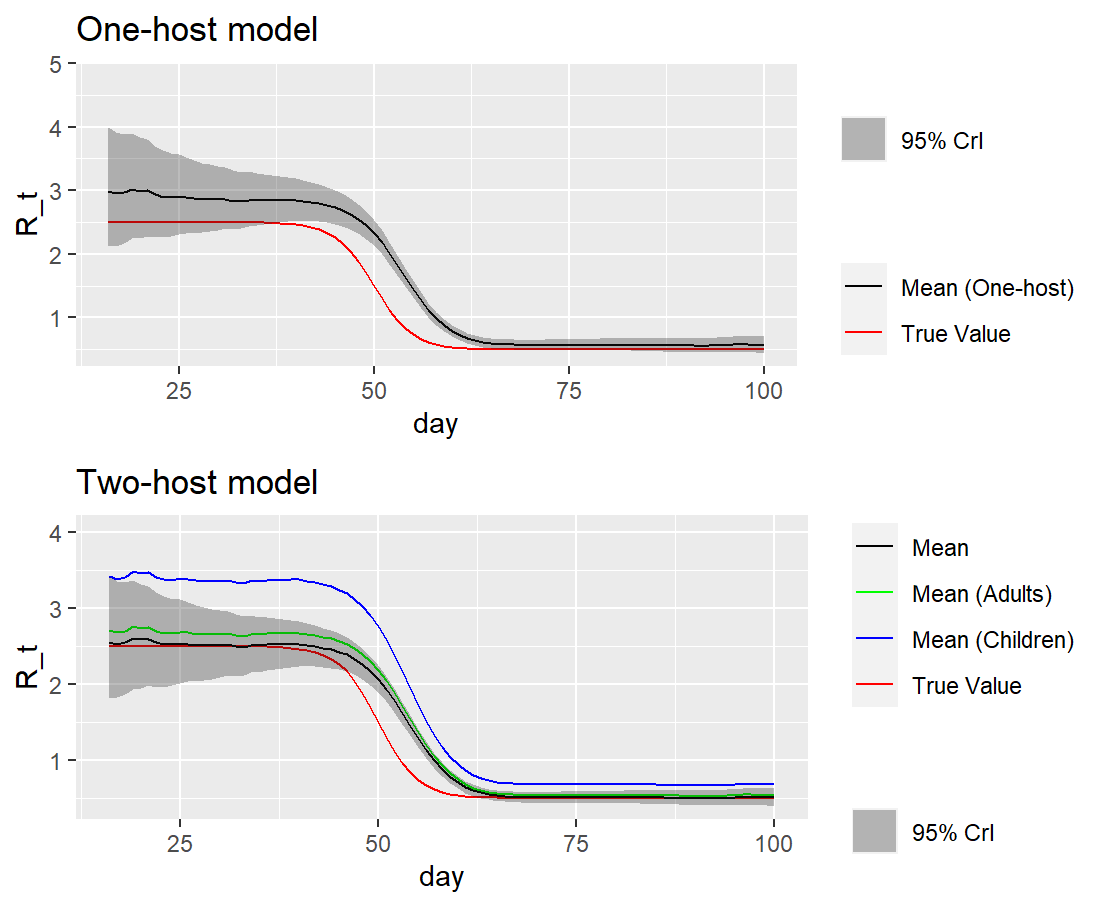 One-host model
5
4
3
2
1
R_t
25 50 75 100
day
95% CrI
Mean (One-host)
True Value
Two-host model
4
3
2
1
R_t
25 50 75 100
day
Mean
Mean (Adults)
Mean (Children)
True Value
95% CrI